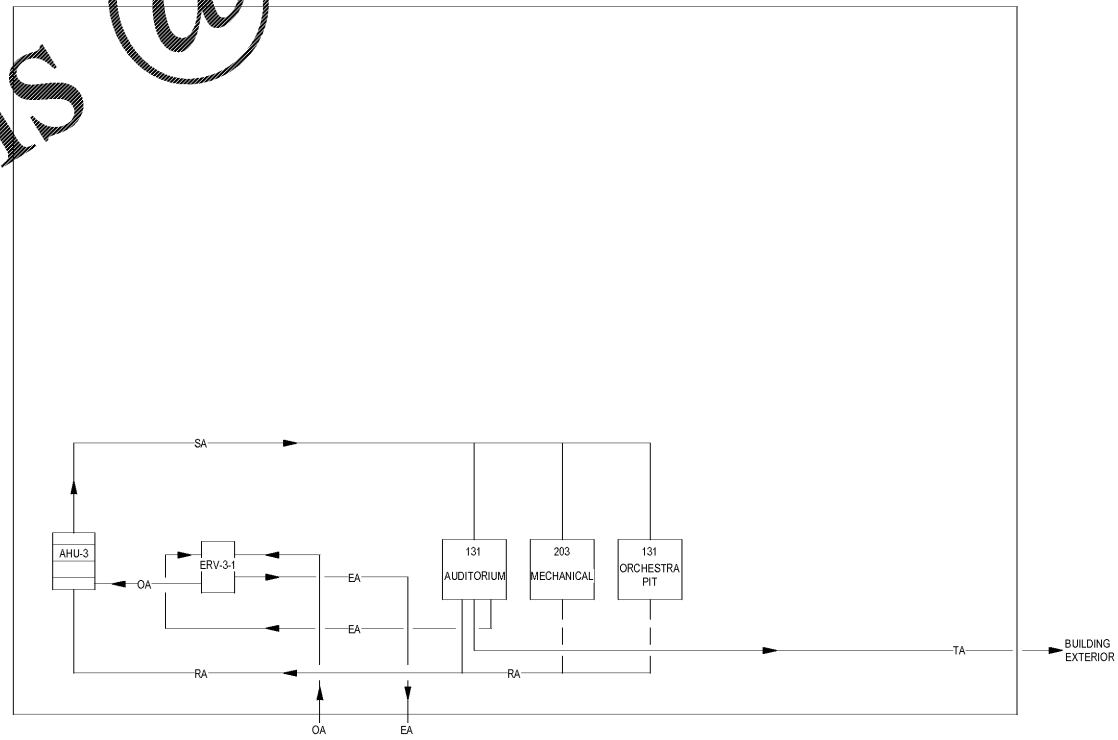 @
SA
AHU-3
ERV-3-1
OA
EA
EA
131
AUDITORIUM
203
MECHANICAL
131
ORCHESTRA
PIT
RA
RA
TA
BUILDING
EXTERIOR
OA
EA